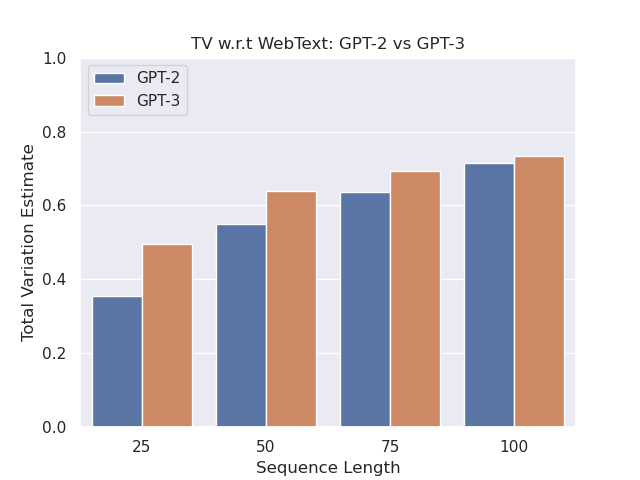 TV w.r.t WebText: GPT-2 vs GPT-3
GPT-2
GPT-3
Total Variation Estimate
1.0
0.8
0.6
0.4
0.2
0.0
25 50 75 100
Sequence Length